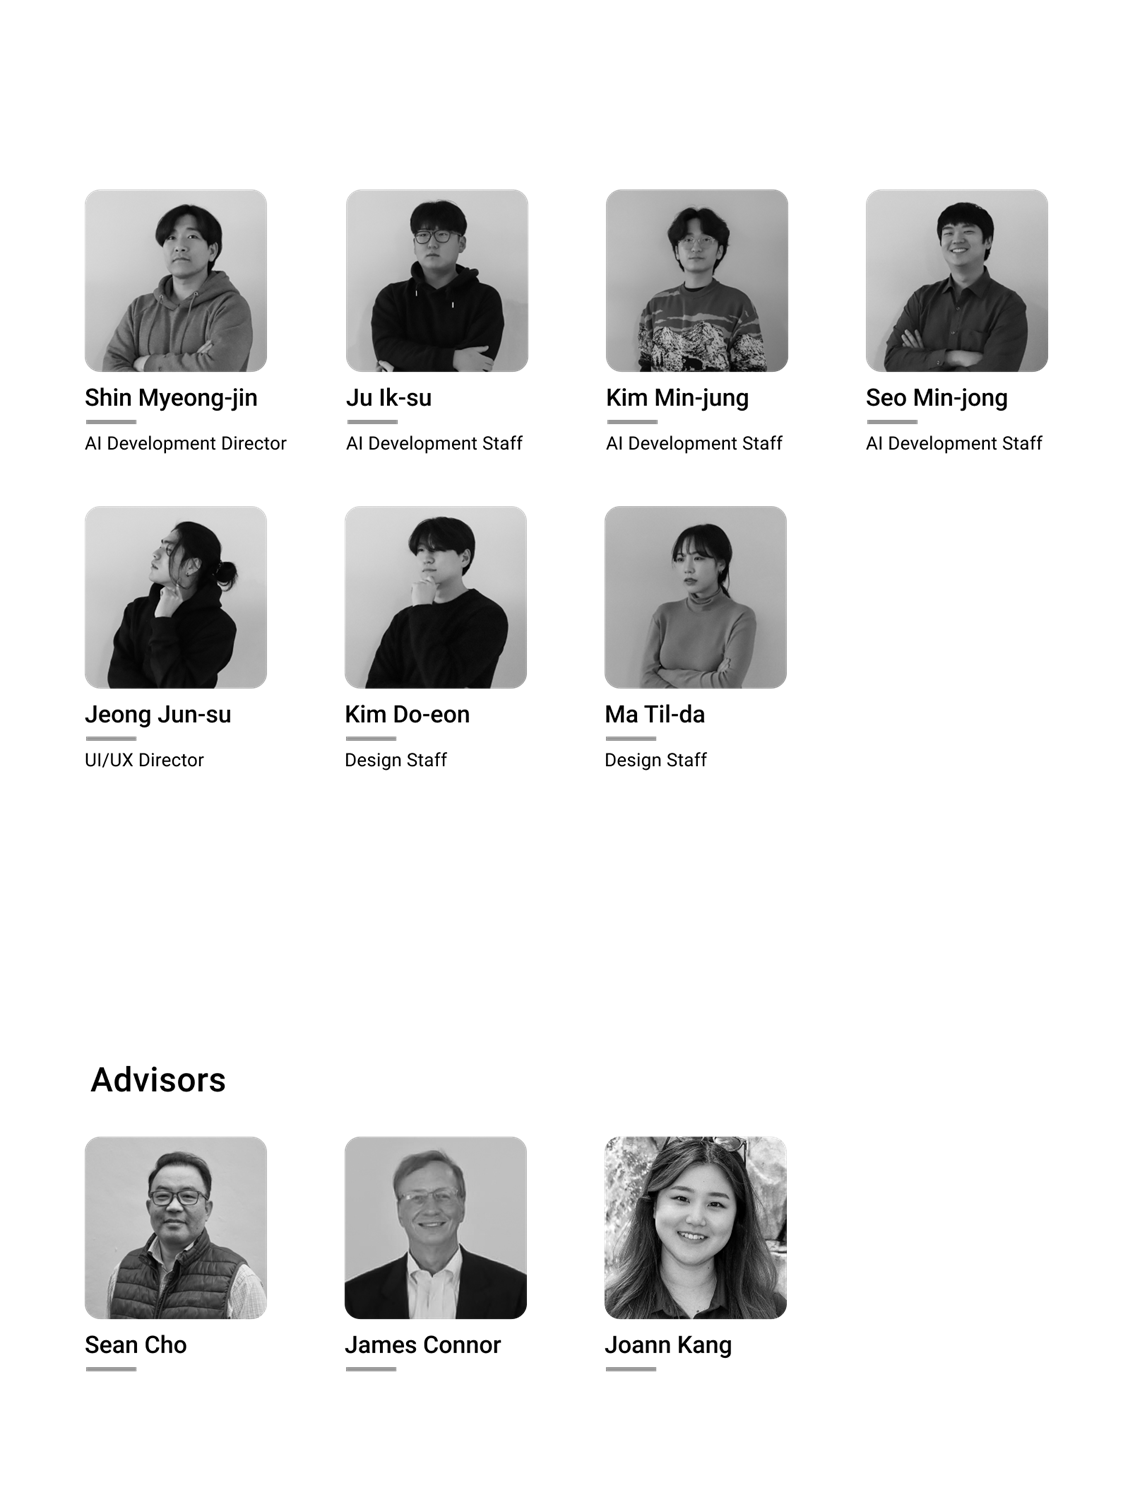 Shin Myeong-jin
AI Development Director
Ju Ik-su
AI Development Staff
Kim Min-jung
AI Development Staff
Seo Min-jong
AI Development Staff
Jeong Jun-su
UI/UX Director
Kim Do-eon
Design Staff
Ma Til-da
Design Staff
Advisors
Sean Cho
James Connor
Joann Kang